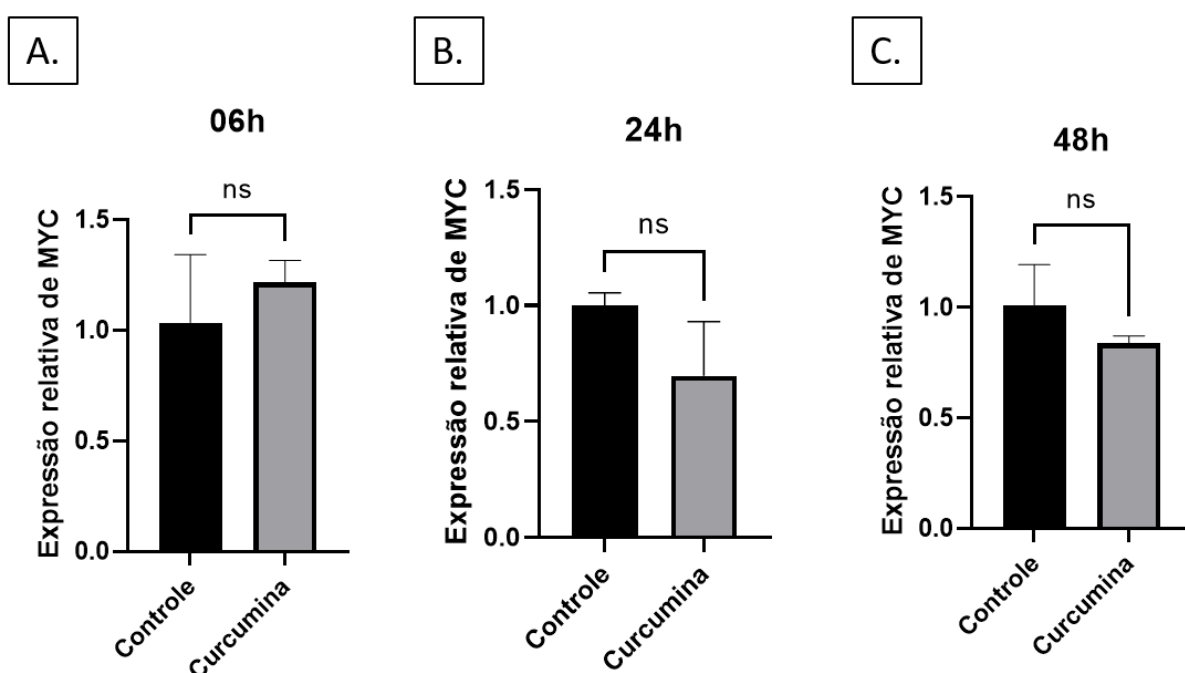 A.
06h
ns
Expressão relativa de MYC
1.5
1.0
0.5
0.0
Controle
Curcumina
B.
24h
ns
Expressão relativa de MYC
1.5
1.0
0.5
0.0
Controle
Curcumina
C.
48h
ns
Expressão relativa de MYC
1.5
1.0
0.5
0.0
Controle
Curcumina